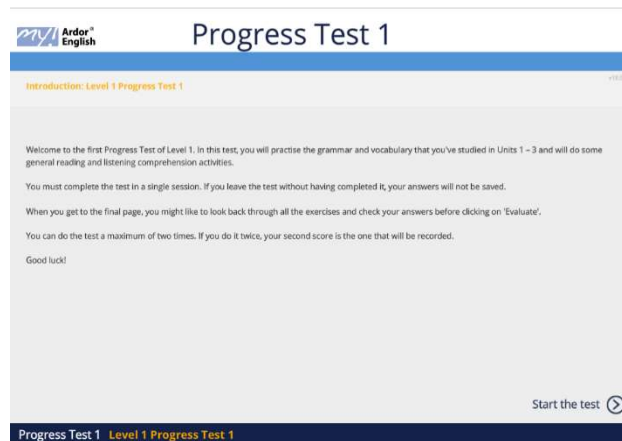 my! Ardor®
English
Progress Test 1
Introduction: Level 1 Progress Test 1
Welcome to the first Progress Test of Level 1. In this test, you will practise the grammar and vocabulary that you've studied in Units 1 – 3 and will do some
general reading and listening comprehension activities.
You must complete the test in a single session. If you leave the test without having completed it, your answers will not be saved.
When you get to the final page, you might like to look back through all the exercises and check your answers before clicking on 'Evaluate'.
You can do the test a maximum of two times. If you do it twice, your second score is the one that will be recorded.
Good luck!
Start the test
Progress Test 1 Level 1 Progress Test 1